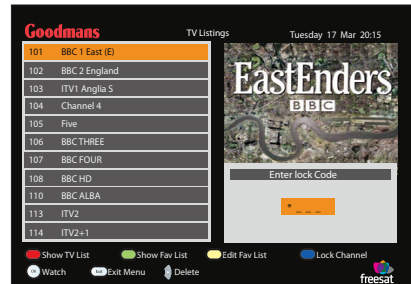 Goodmans TV Listings Tuesday 17 Mar 20:15
101 BBC 1 East (E)
102 BBC 2 England
103 ITV1 Anglia S
104 Channel 4
105 Five
106 BBC THREE
107 BBC FOUR
108 BBC HD
110 BBC ALBA
113 ITV2
114 ITV2+1
EastEnders
BBC
Enter lock Code
* _ _ _
Show TV List Show Fav List Edit Fav List Lock Channel
OK Watch Exit Exit Menu Delete
freesat